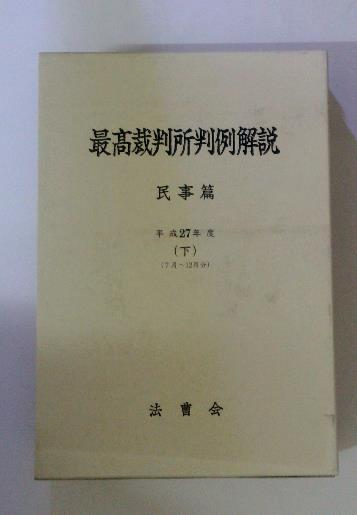 最高裁判所判例解説
民事篇
平成27年度
(下)
(7月～12月分)
法曹会